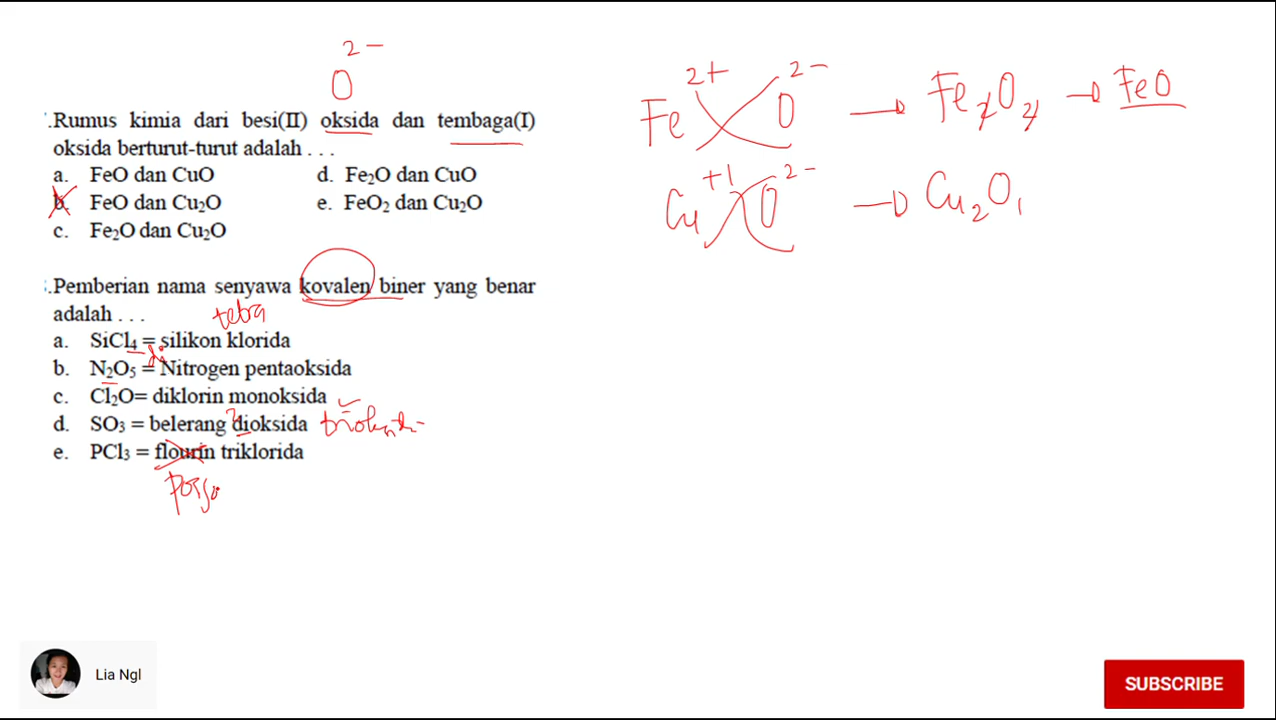 2-
O
.Rumus kimia dari besi(II) oksida dan tembaga(I)
oksida berturut-turut adalah . . .
a. FeO dan CuO
b. FeO dan Cu₂O
c. Fe₂O dan Cu₂O
d. Fe₂O dan CuO
e. FeO₂ dan Cu₂O
.Pemberian nama senyawa kovalen biner yang benar
adalah . . .
tetra
a. SiCl₄ = silikon klorida
di
b. N₂O₅ = Nitrogen pentaoksida
c. Cl₂O= diklorin monoksida
d. SO₃ = belerang dioksida
e. PCl₃ = flourin triklorida
Fe 2+ O 2- → Fe₂O₂ → FeO
Cu +1 O 2- → Cu₂O₁
Lia Ngl
SUBSCRIBE